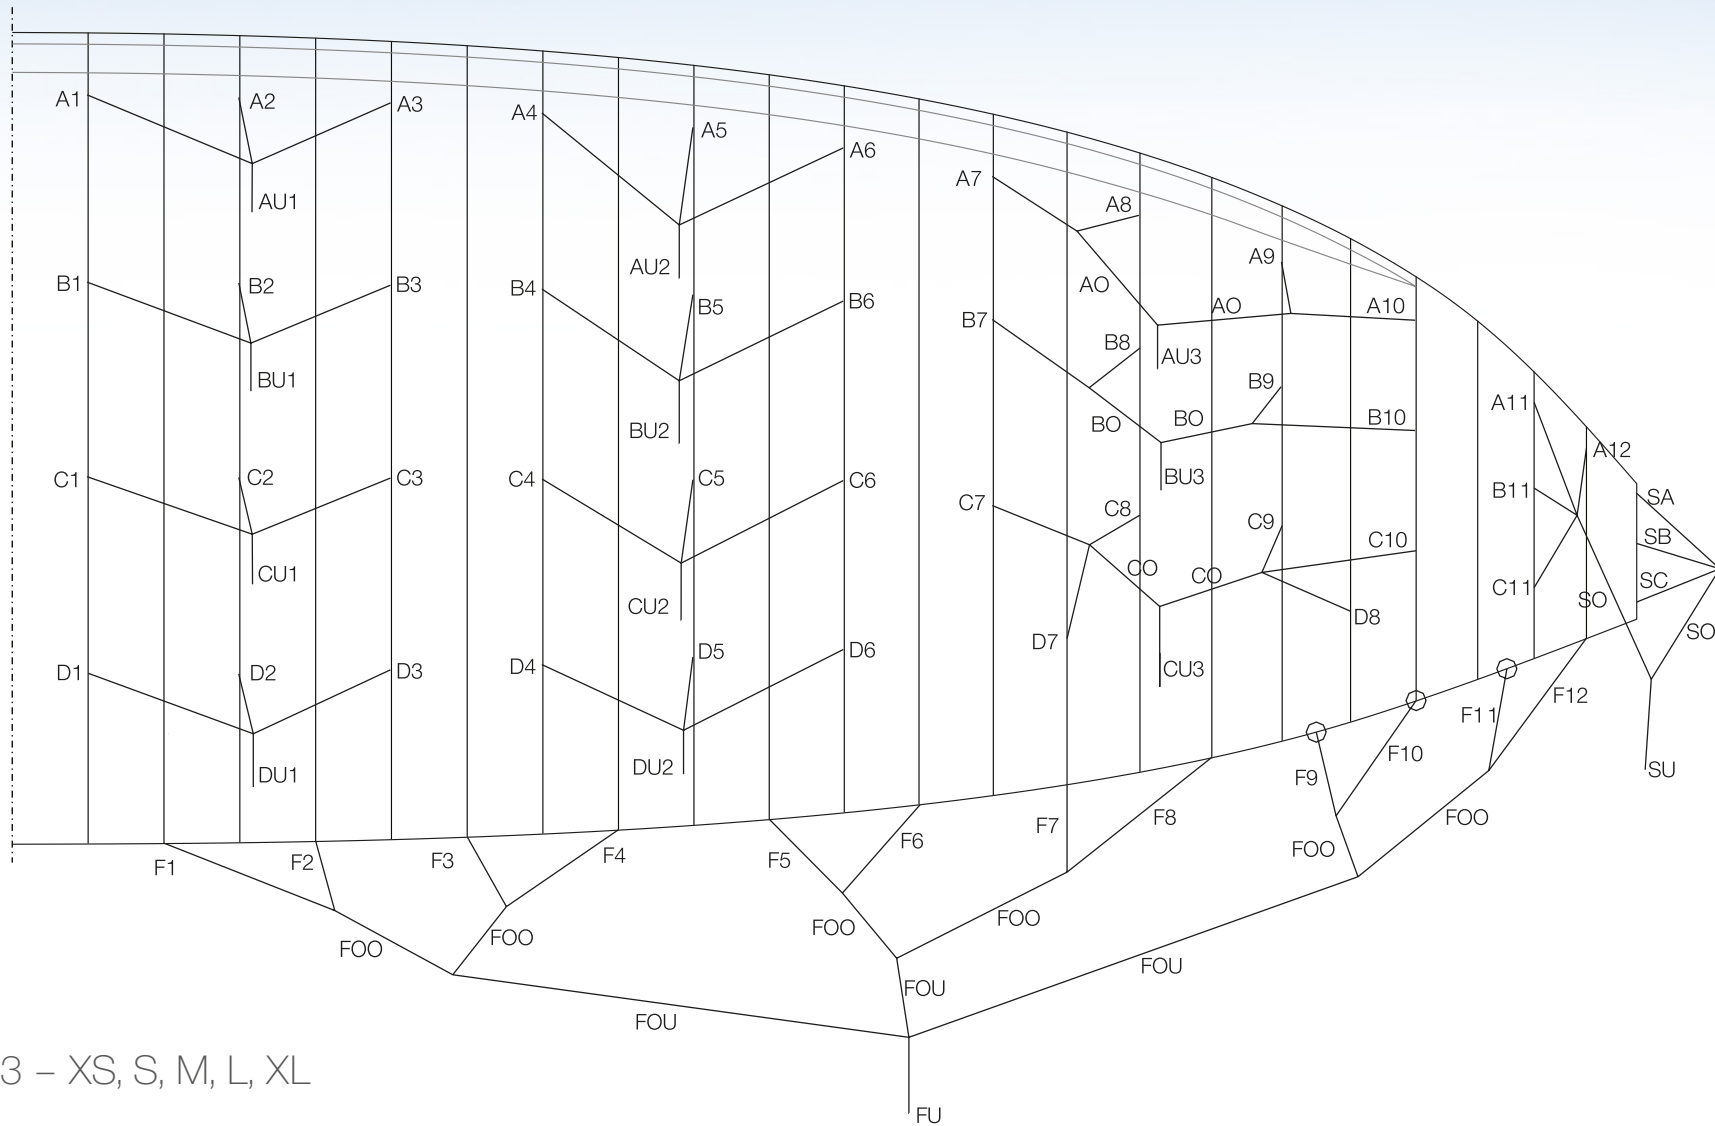 A1 A2 A3 A4 A5 A6 A7 A8 A9 A10 A11 A12
AU1 AU2 AO AO AU3
B1 B2 B3 B4 B5 B6 B7 B8 B9 B10 B11
BU1 BU2 BO BO BU3
C1 C2 C3 C4 C5 C6 C7 C8 C9 C10 C11
CU1 CU2 CO CO CU3
D1 D2 D3 D4 D5 D6 D7 D8
DU1 DU2
SA
SB
SC
SO SO
SU
F1 F2 F3 F4 F5 F6 F7 F8 F9 F10 F11 F12
FOO FOO FOO FOO FOO FOO
FOU FOU FOU
FU
3 – XS, S, M, L, XL